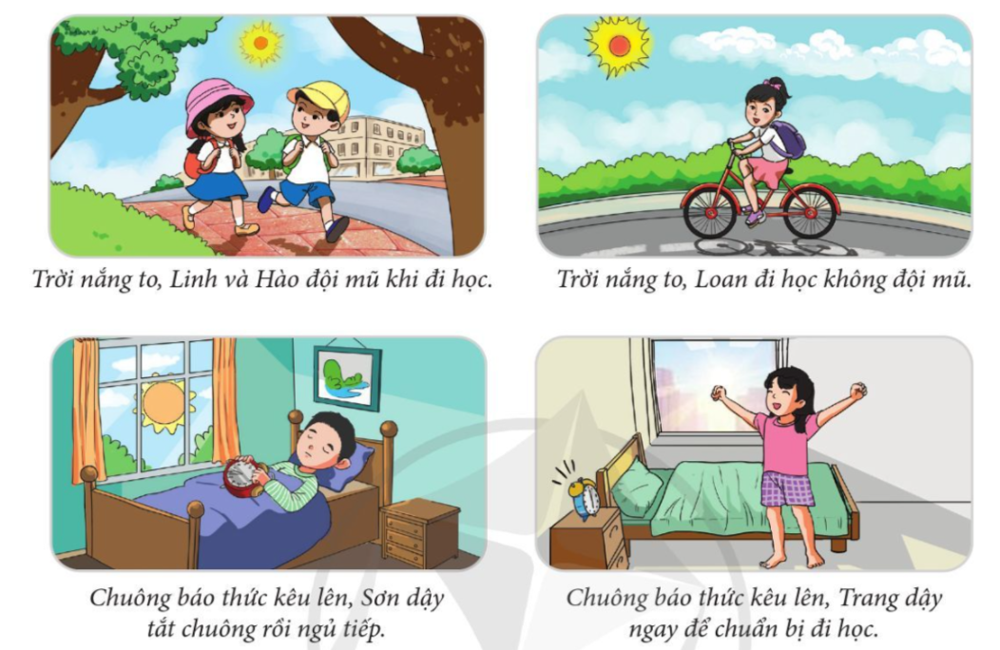 Trời nắng to, Linh và Hào đội mũ khi đi học.
Trời nắng to, Loan đi học không đội mũ.
Chuông báo thức kêu lên, Sơn dậy
tắt chuông rồi ngủ tiếp.
Chuông báo thức kêu lên, Trang dậy
ngay để chuẩn bị đi học.